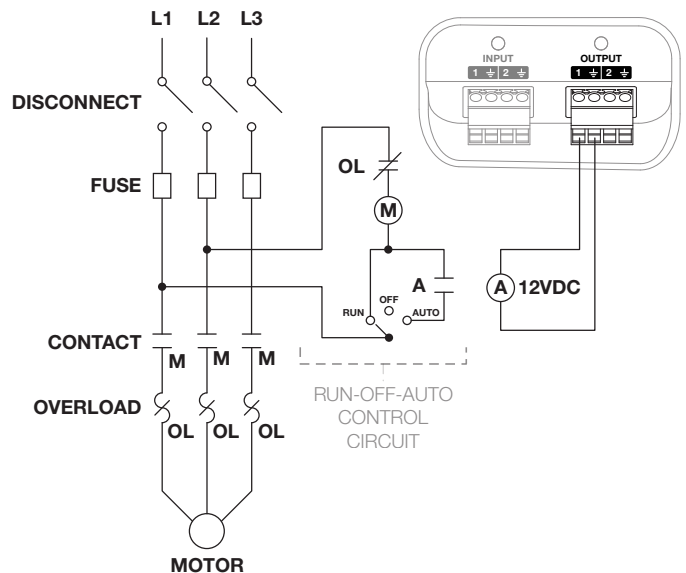 L1 L2 L3
DISCONNECT
FUSE
CONTACT
M M M
OVERLOAD
OL OL OL
MOTOR
OL
M
A
RUN OFF AUTO
RUN-OFF-AUTO
CONTROL
CIRCUIT
INPUT
1 2
OUTPUT
1 2
A 12VDC